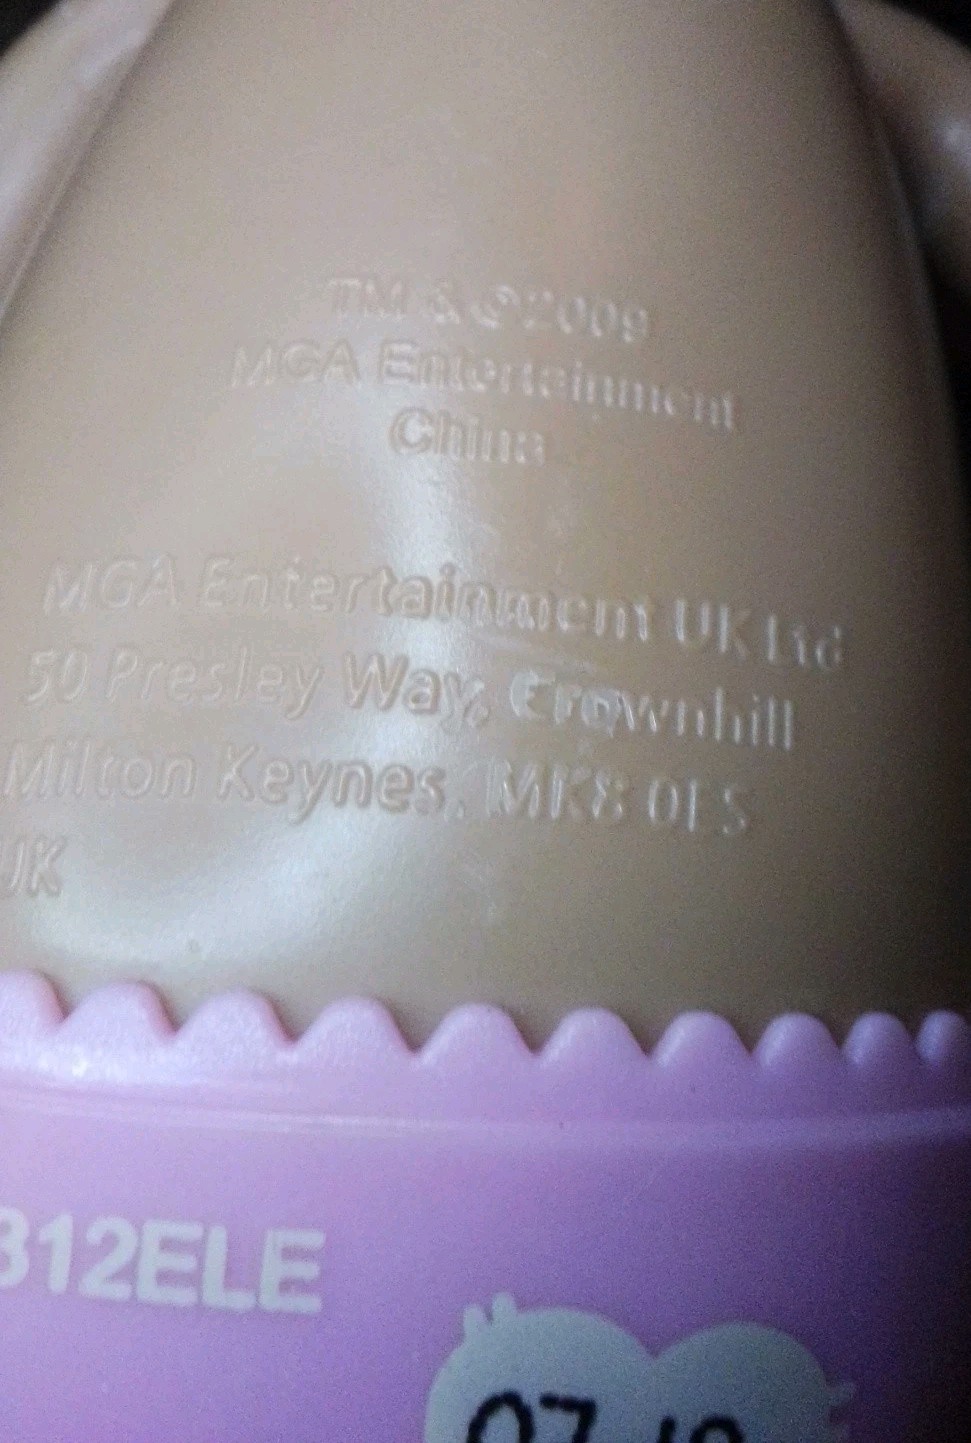 TM & ©2009
MGA Entertainment
China
MGA Entertainment UK Ltd
50 Presley Way, Crownhill
Milton Keynes, MK8 0ES
UK
312ELE